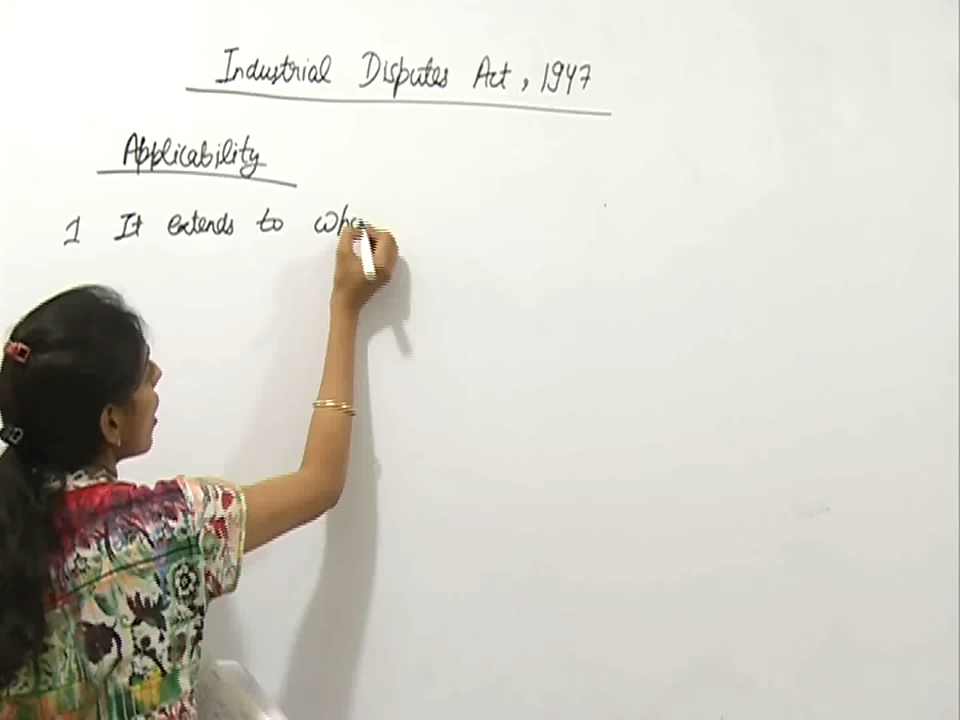 Industrial Disputes Act, 1947
Applicability
1 It extends to